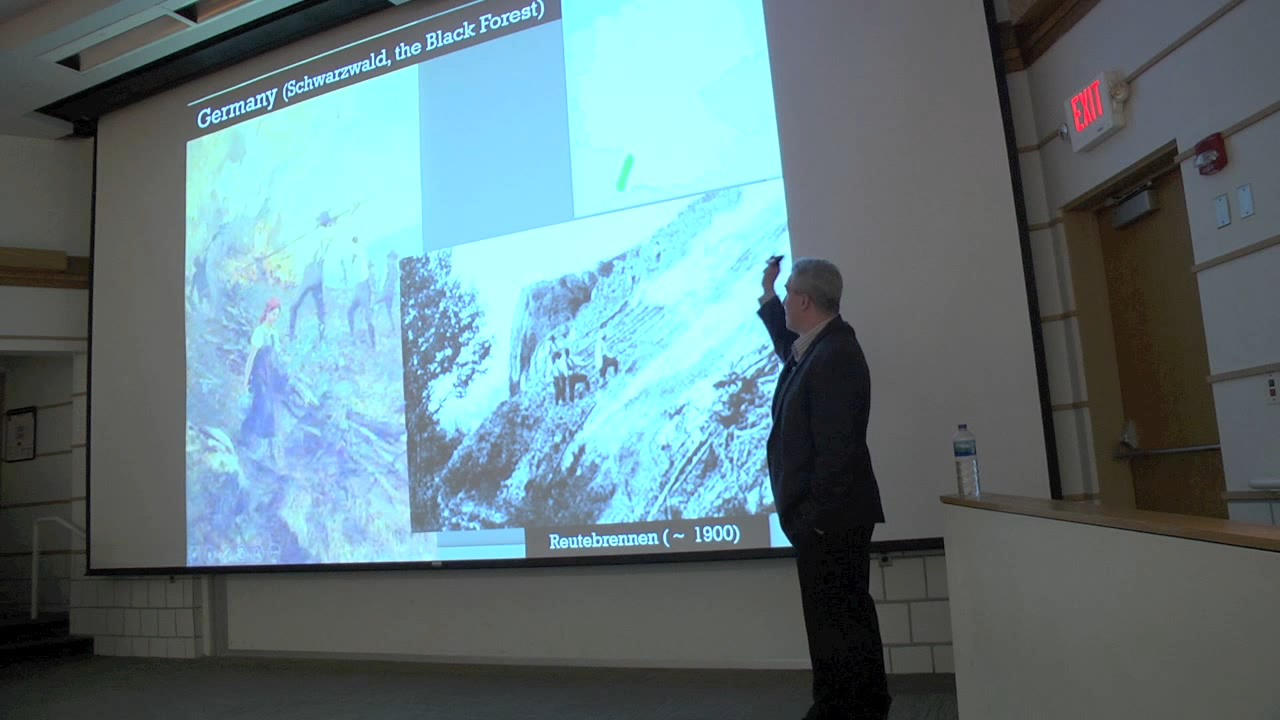 Germany (Schwarzwald, the Black Forest)
EXIT
Reutebrennen (~ 1900)